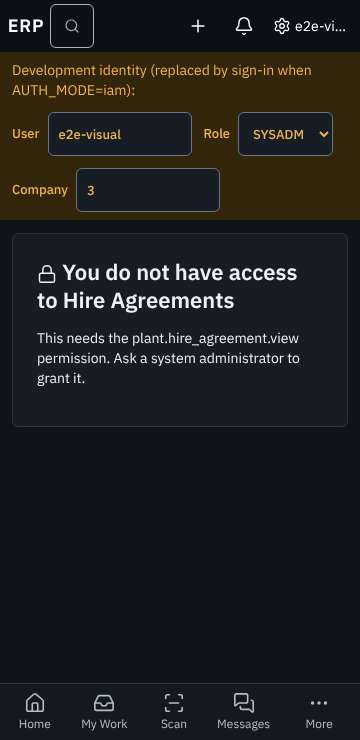 ERP
e2e-vi...
Development identity (replaced by sign-in when
AUTH_MODE=iam):
User e2e-visual Role SYSADM
Company 3
You do not have access
to Hire Agreements
This needs the plant.hire_agreement.view
permission. Ask a system administrator to
grant it.
Home My Work Scan Messages More